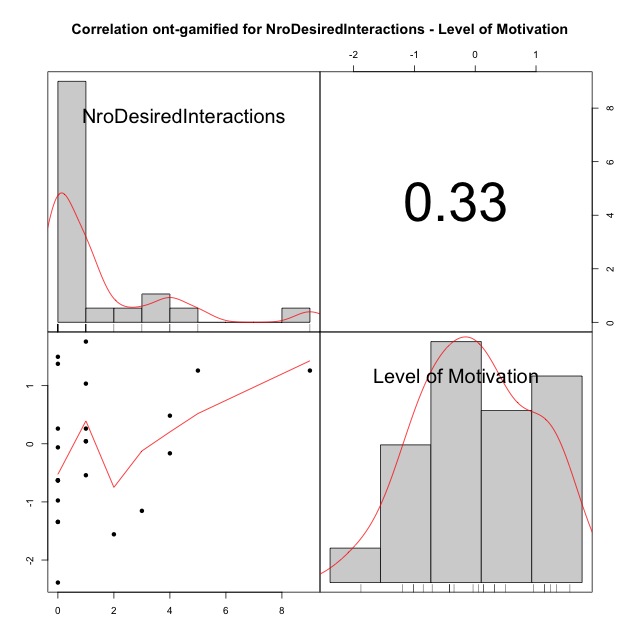 Correlation ont-gamified for NroDesiredInteractions - Level of Motivation
-2 -1 0 1
NroDesiredInteractions
0.33
8
6
4
2
0
Level of Motivation
1
0
-1
-2
0 2 4 6 8